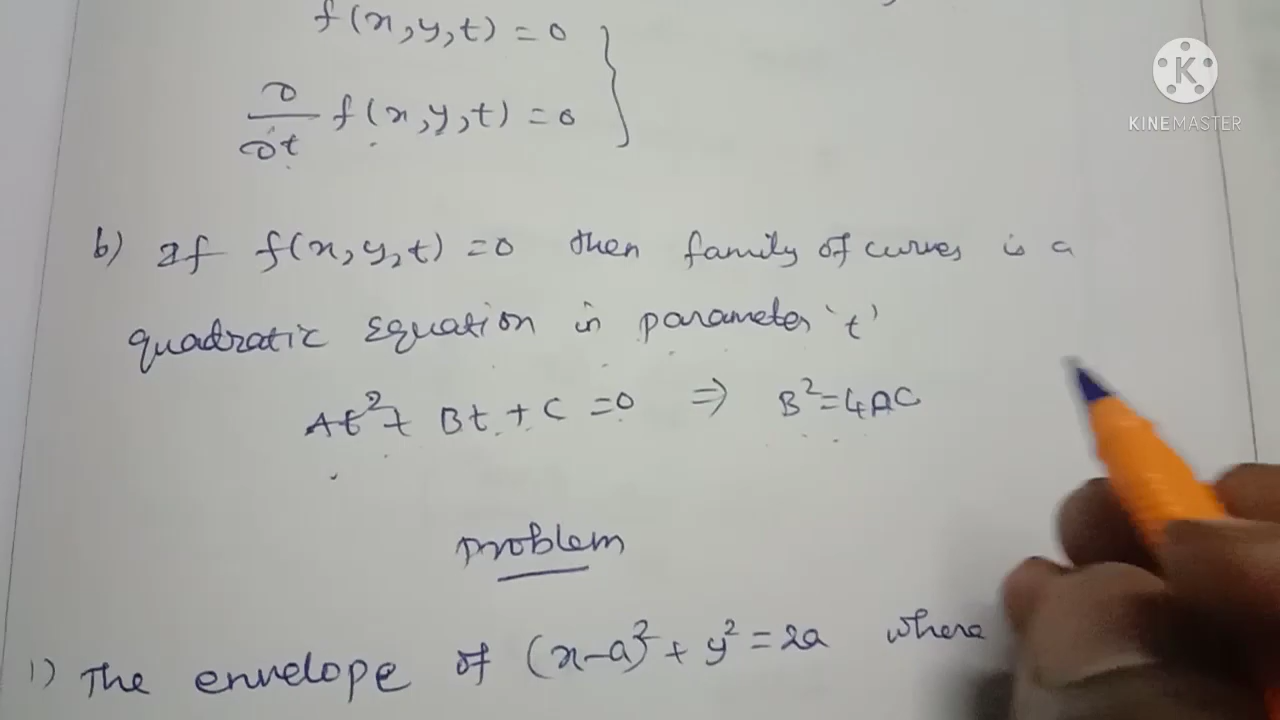 f(x,y,t) = 0
K
KINEMASTER
∂/∂t f(x,y,t) = 0
b) If f(x,y,t) = 0 then family of curves is a
quadratic equation in parameter 't'
At² + Bt + C = 0 ⇒ B² = 4AC
Problem
1) The envelope of (x-a)² + y² = 2a where